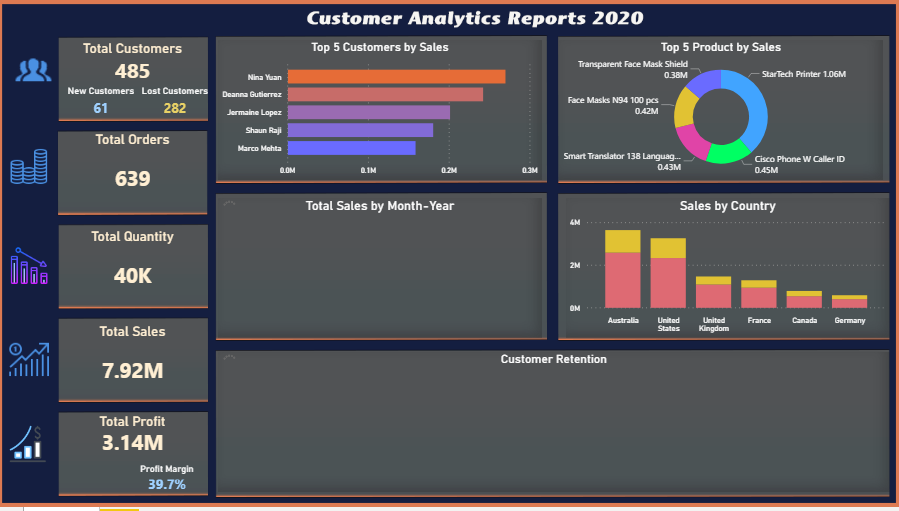 Customer Analytics Reports 2020
Total Customers
485
New Customers Lost Customers
61 282
Total Orders
639
Total Quantity
40K
Total Sales
7.92M
Total Profit
3.14M
Profit Margin
39.7%
Top 5 Customers by Sales
Nina Yuan
Deanna Gutierrez
Jermaine Lopez
Shaun Raji
Marco Mehta
0.0M 0.1M 0.2M 0.3M
Top 5 Product by Sales
Transparent Face Mask Shield
0.38M
StarTech Printer 1.06M
Face Masks N94 100 pcs
0.42M
Smart Translator 138 Languag...
0.43M
Cisco Phone W Caller ID
0.45M
Total Sales by Month-Year
Sales by Country
4M
2M
0M
Australia
United
States
United
Kingdom
France
Canada
Germany
Customer Retention